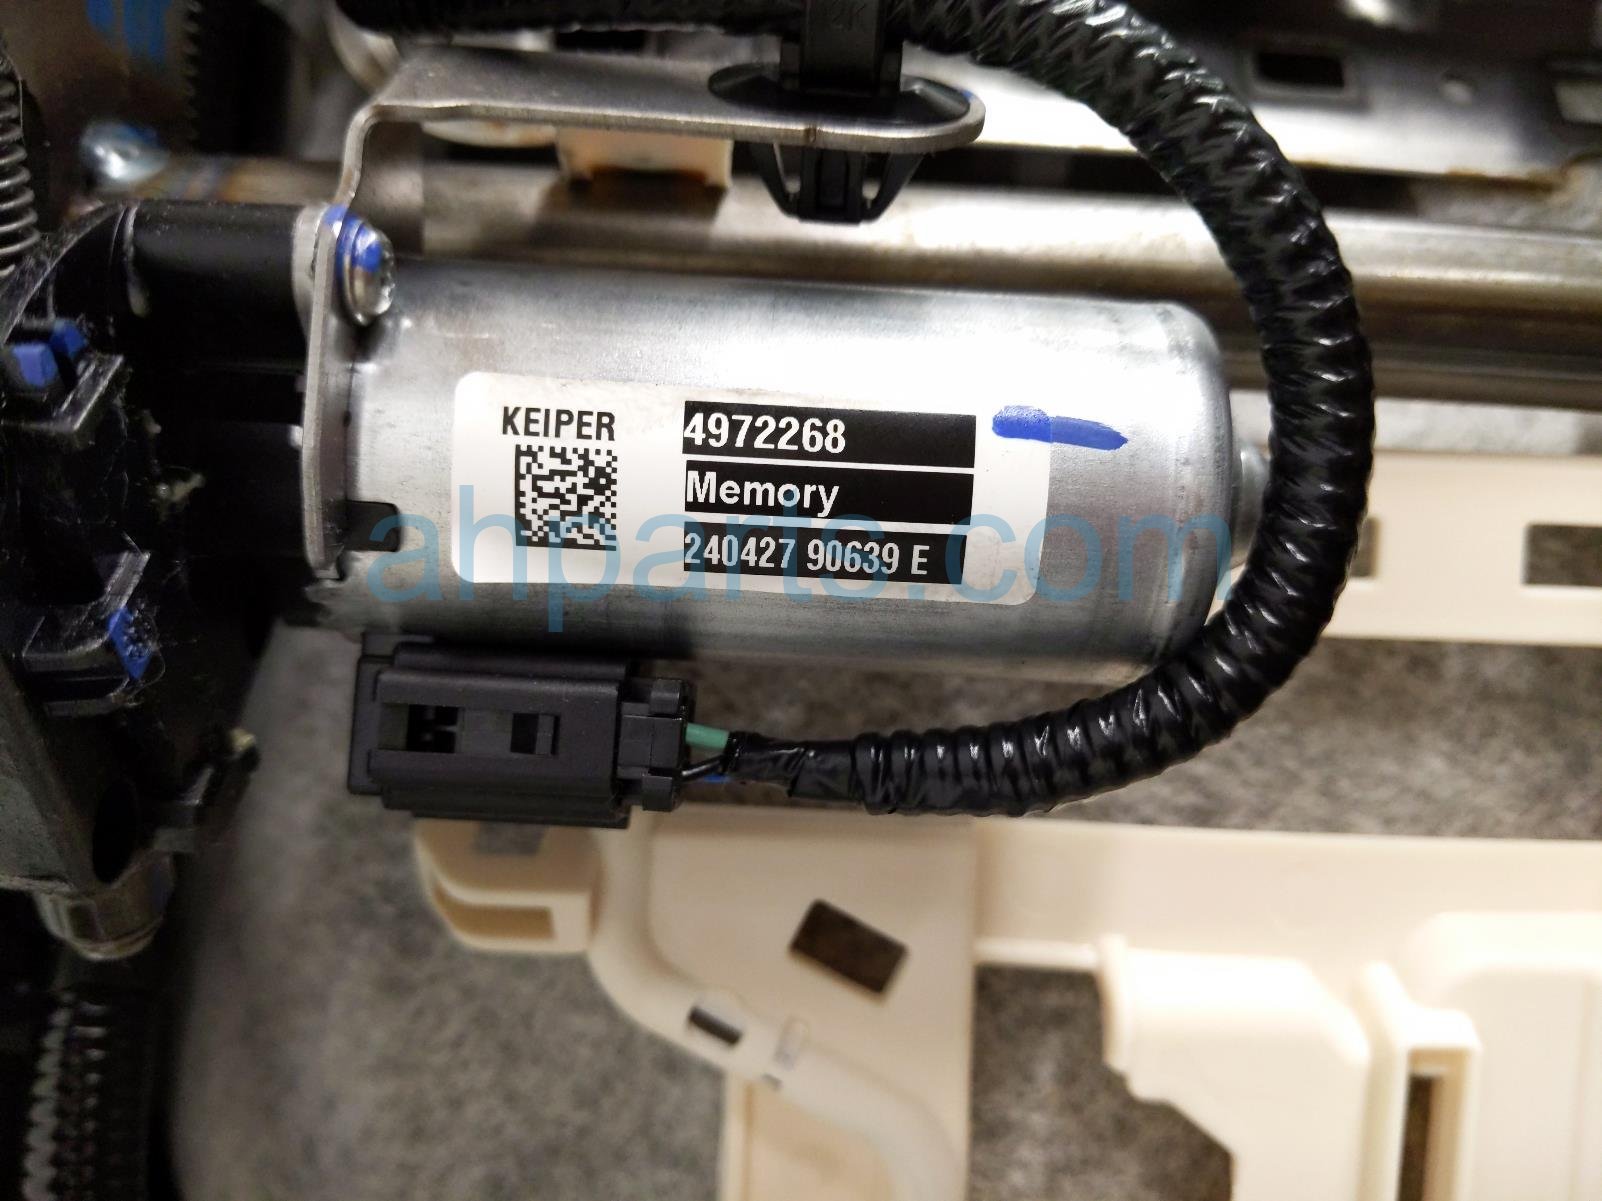 KEIPER
4972268
Memory
240427 90639 E
ahparts.com